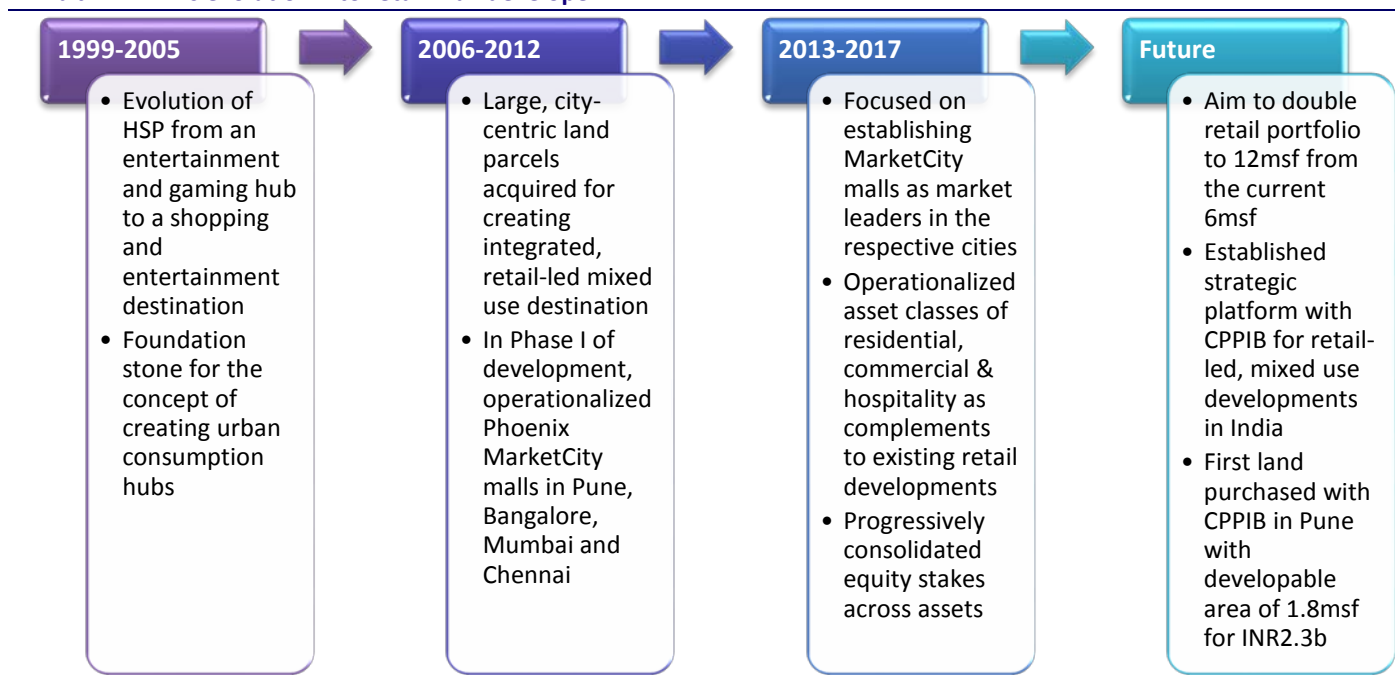 1999-2005
• Evolution of
HSP from an
entertainment
and gaming hub
to a shopping
and
entertainment
destination
• Foundation
stone for the
concept of
creating urban
consumption
hubs
2006-2012
• Large, city-
centric land
parcels
acquired for
creating
integrated,
retail-led mixed
use destination
• In Phase I of
development,
operationalized
Phoenix
MarketCity
malls in Pune,
Bangalore,
Mumbai and
Chennai
2013-2017
• Focused on
establishing
MarketCity
malls as market
leaders in the
respective cities
• Operationalized
asset classes of
residential,
commercial &
hospitality as
complements
to existing retail
developments
• Progressively
consolidated
equity stakes
across assets
Future
• Aim to double
retail portfolio
to 12msf from
the current
6msf
• Established
strategic
platform with
CPPIB for retail-
led, mixed use
developments
in India
• First land
purchased with
CPPIB in Pune
with
developable
area of 1.8msf
for INR2.3b